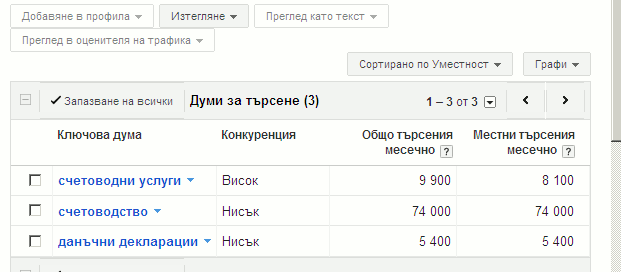 Добавяне в профила Изтегляне Преглед като текст
Преглед в оценителя на трафика
Сортирано по Уместност Графи
Запазване на всички Думи за търсене (3) 1 – 3 от 3
Ключова дума Конкуренция Общо търсения месечно ? Местни търсения месечно ?
счетоводни услуги Висок 9 900 8 100
счетоводство Нисък 74 000 74 000
данъчни декларации Нисък 5 400 5 400